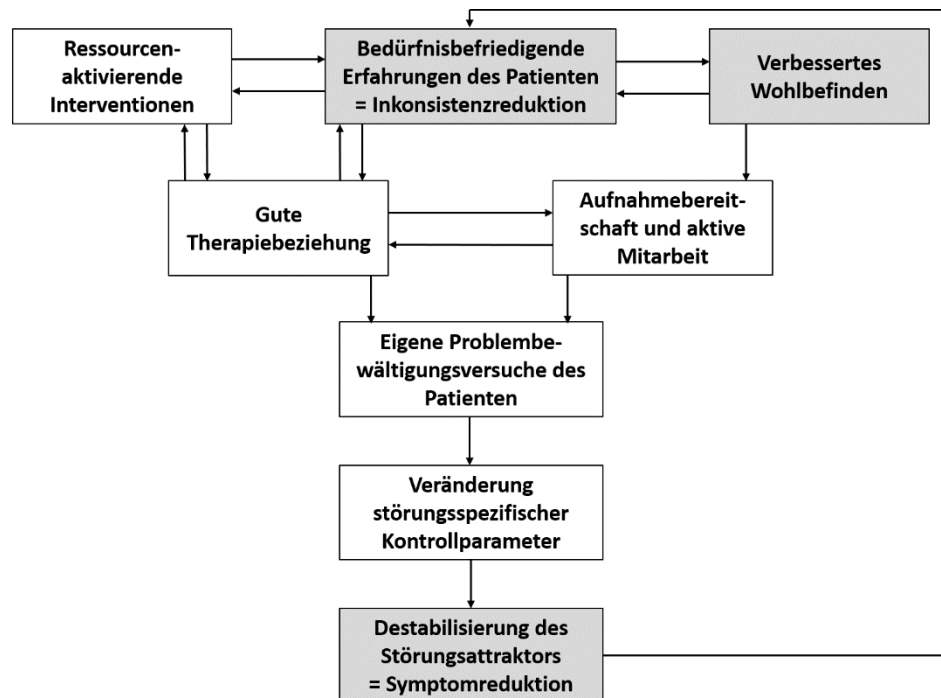 Ressourcen-
aktivierende
Interventionen
Bedürfnisbefriedigende
Erfahrungen des Patienten
= Inkonsistenzreduktion
Verbessertes
Wohlbefinden
Gute
Therapiebeziehung
Aufnahmebereit-
schaft und aktive
Mitarbeit
Eigene Problembe-
wältigungsversuche des
Patienten
Veränderung
störungsspezifischer
Kontrollparameter
Destabilisierung des
Störungsattraktors
= Symptomreduktion